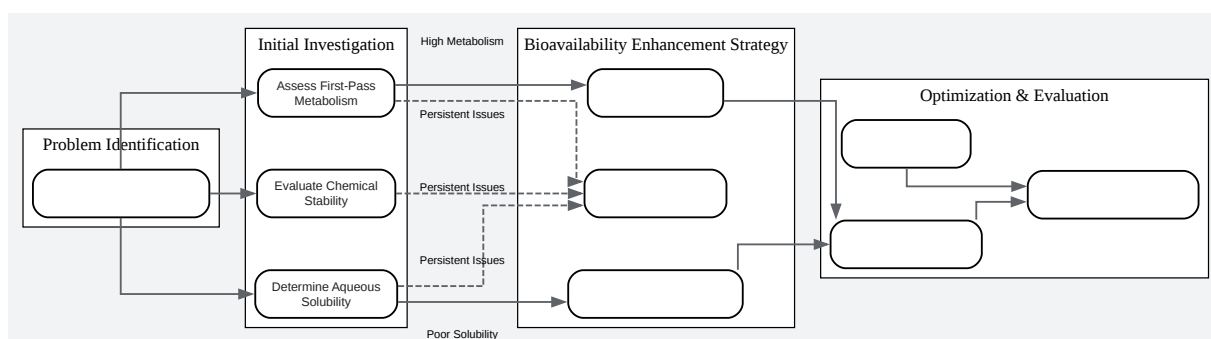 Problem Identification
Initial Investigation
Assess First-Pass
Metabolism
Evaluate Chemical
Stability
Determine Aqueous
Solubility
High Metabolism
Persistent Issues
Persistent Issues
Persistent Issues
Poor Solubility
Bioavailability Enhancement Strategy
Optimization & Evaluation